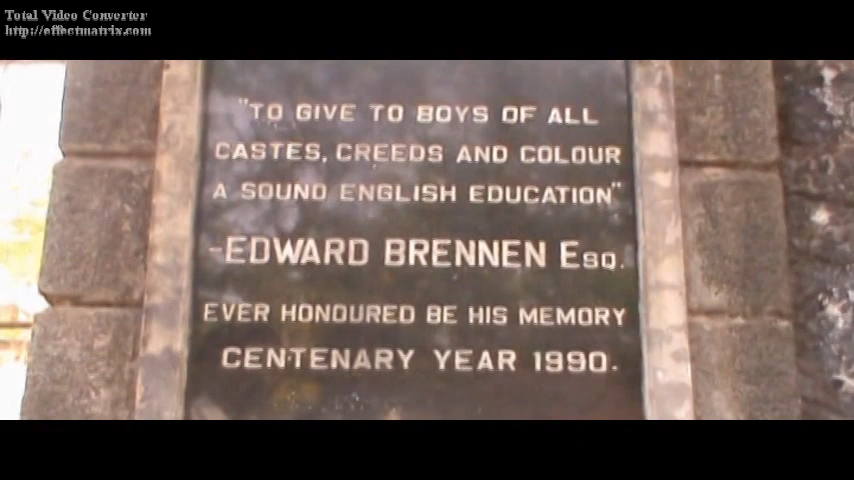 Total Video Converter
http://effectmatrix.com
"TO GIVE TO BOYS OF ALL
CASTES, CREEDS AND COLOUR
A SOUND ENGLISH EDUCATION"
-EDWARD BRENNEN ESQ.
EVER HONOURED BE HIS MEMORY
CENTENARY YEAR 1990.